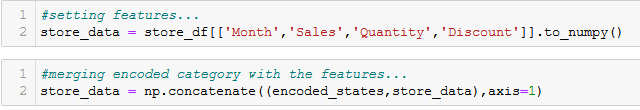 1 #setting features...
2 store_data = store_df[['Month','Sales','Quantity','Discount']].to_numpy()
1 #merging encoded category with the features...
2 store_data = np.concatenate((encoded_states,store_data),axis=1)